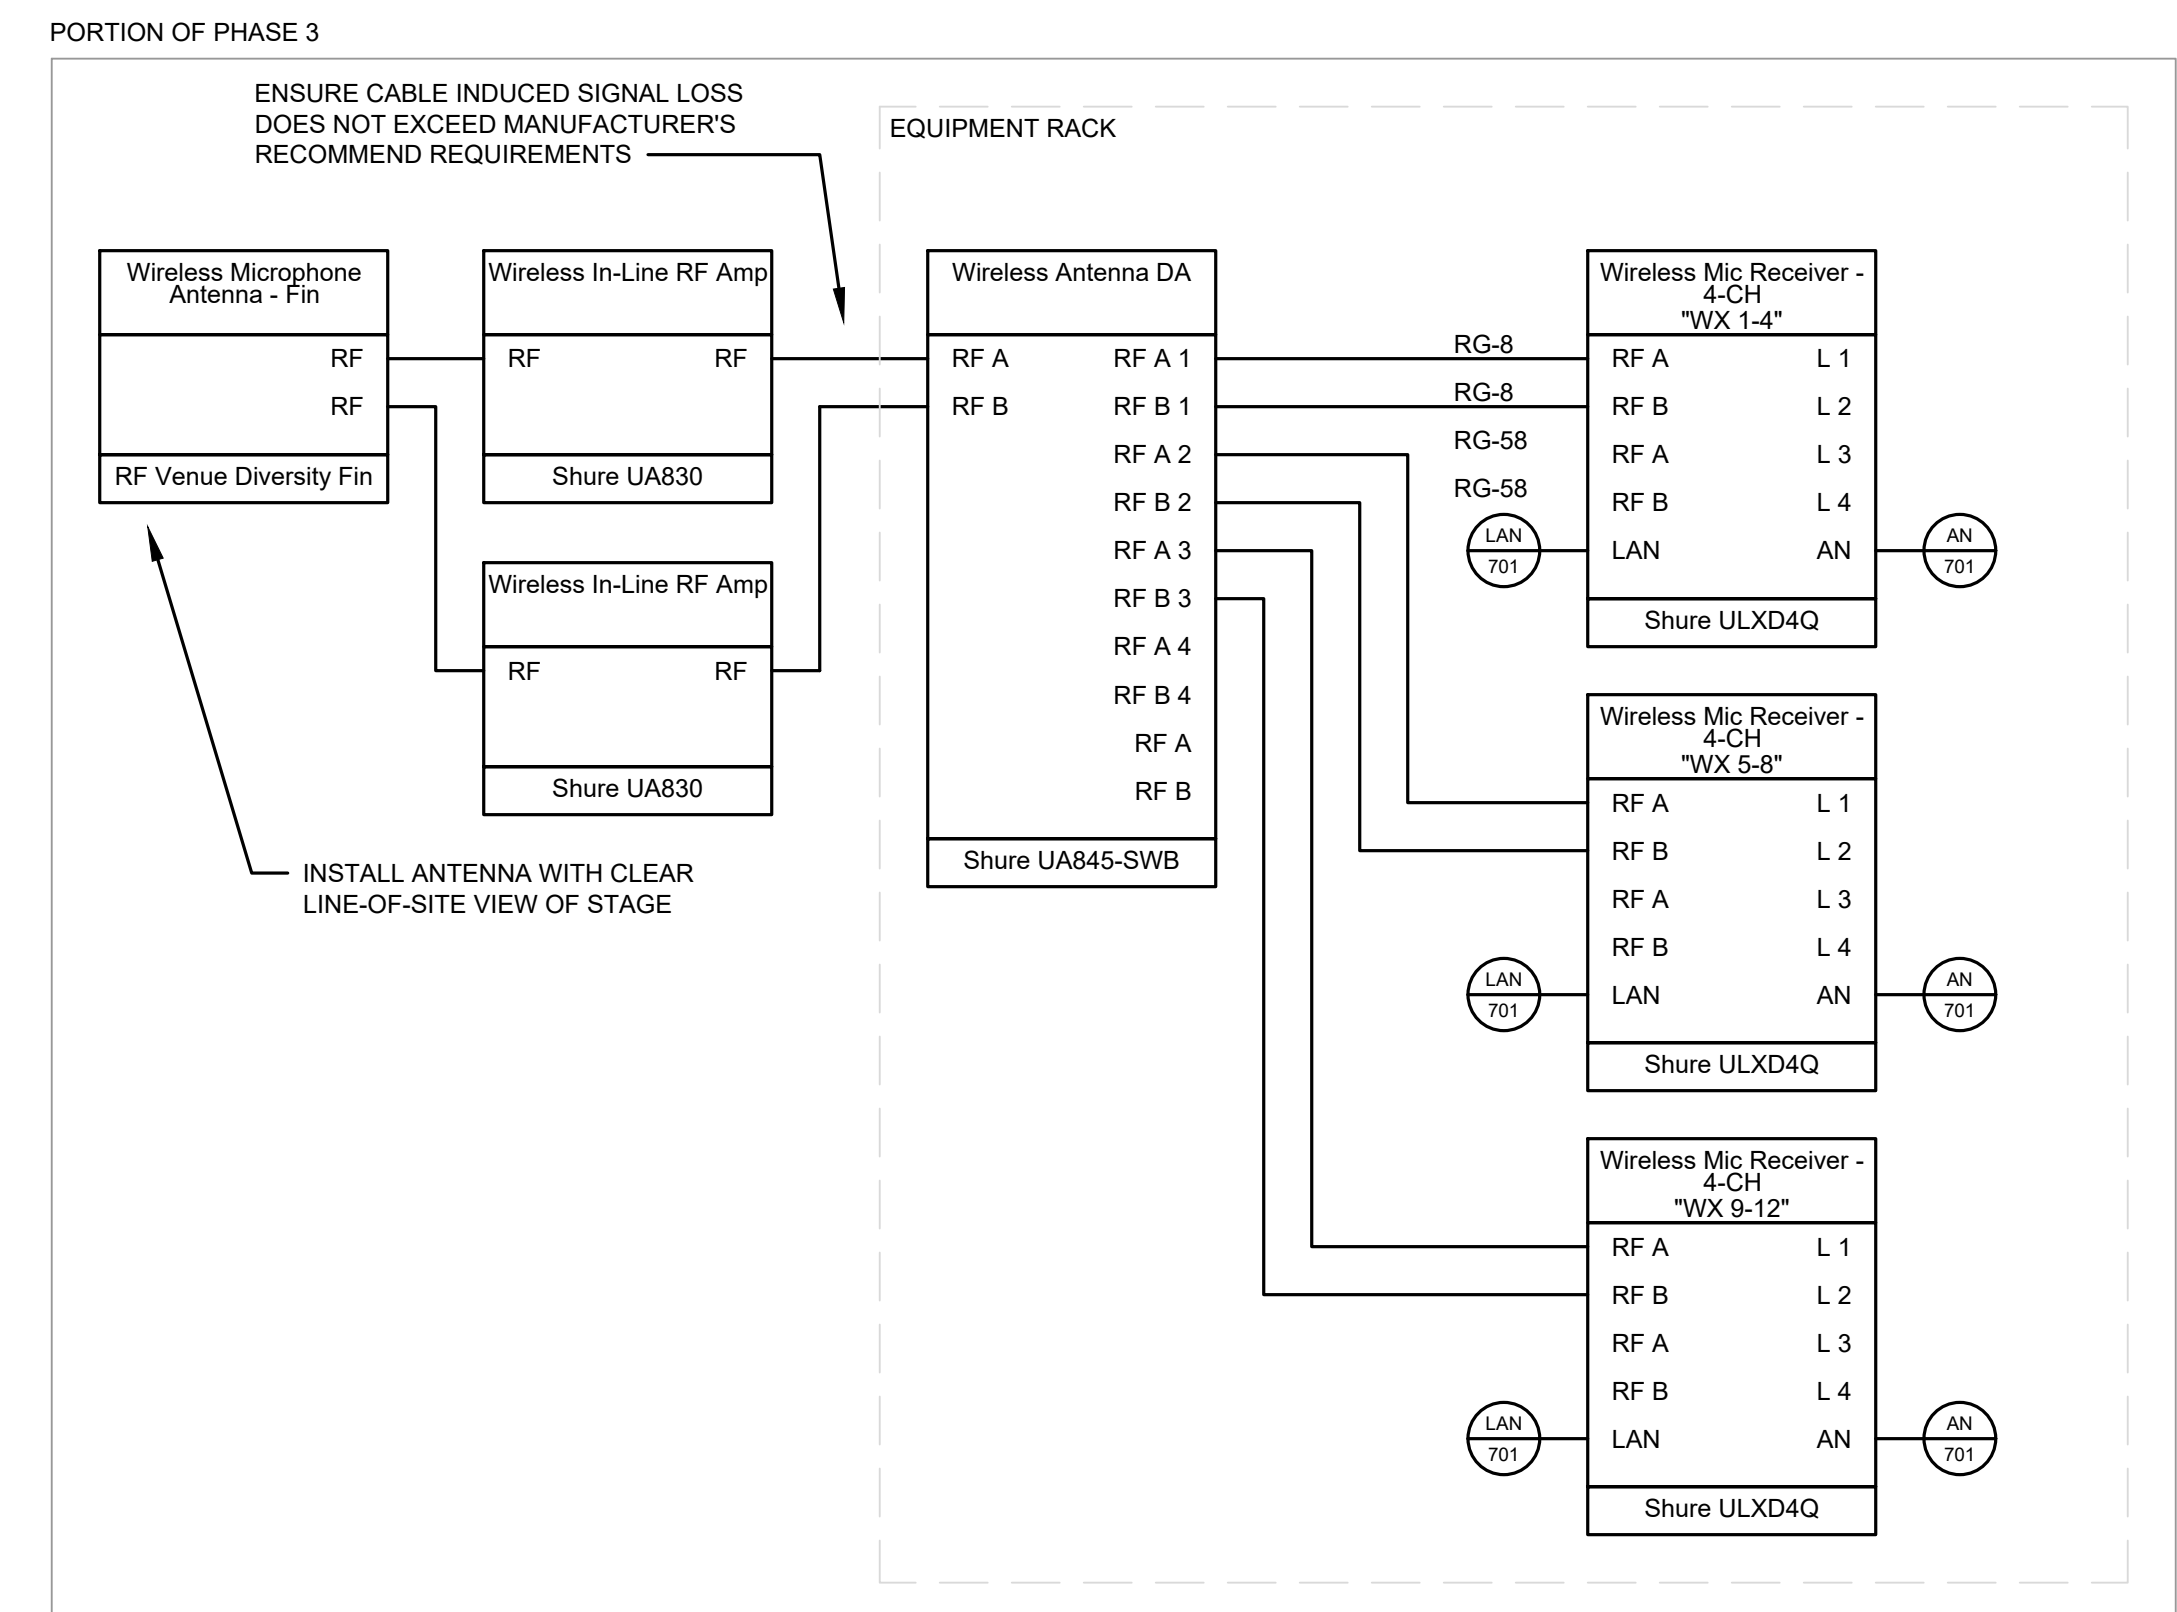 PORTION OF PHASE 3
ENSURE CABLE INDUCED SIGNAL LOSS
DOES NOT EXCEED MANUFACTURER'S
RECOMMEND REQUIREMENTS
EQUIPMENT RACK
Wireless Microphone
Antenna - Fin
RF
RF
RF Venue Diversity Fin
Wireless In-Line RF Amp
RF RF
Shure UA830
Wireless In-Line RF Amp
RF RF
Shure UA830
INSTALL ANTENNA WITH CLEAR
LINE-OF-SITE VIEW OF STAGE
Wireless Antenna DA
RF A RF A 1
RF B RF B 1
RF A 2
RF B 2
RF A 3
RF B 3
RF A 4
RF B 4
RF A
RF B
Shure UA845-SWB
RG-8
RG-8
RG-58
RG-58
LAN
701
Wireless Mic Receiver -
4-CH
"WX 1-4"
RF A L 1
RF B L 2
RF A L 3
RF B L 4
LAN AN
Shure ULXD4Q
AN
701
LAN
701
Wireless Mic Receiver -
4-CH
"WX 5-8"
RF A L 1
RF B L 2
RF A L 3
RF B L 4
LAN AN
Shure ULXD4Q
AN
701
LAN
701
Wireless Mic Receiver -
4-CH
"WX 9-12"
RF A L 1
RF B L 2
RF A L 3
RF B L 4
LAN AN
Shure ULXD4Q
AN
701